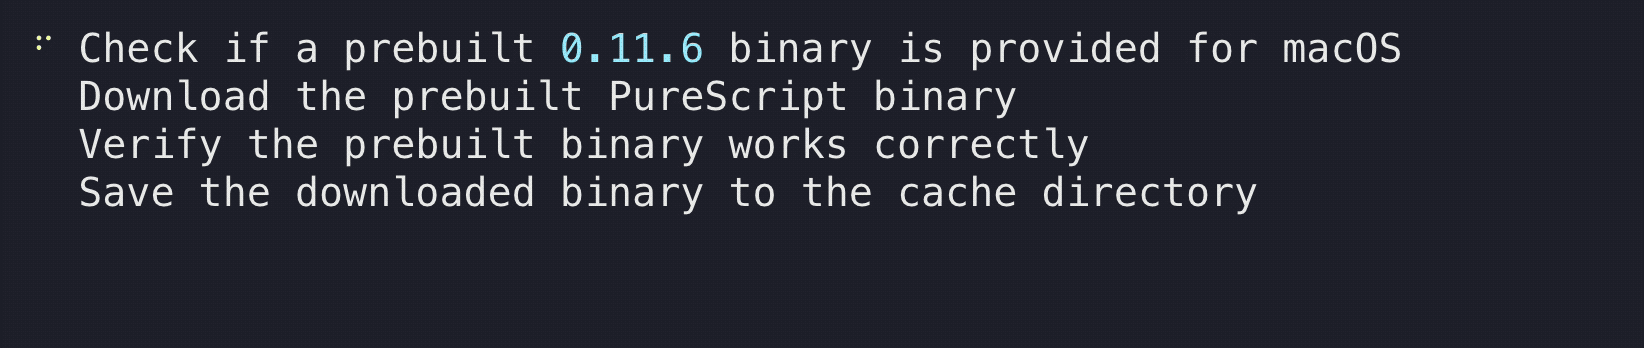 Check if a prebuilt 0.11.6 binary is provided for macOS
Download the prebuilt PureScript binary
Verify the prebuilt binary works correctly
Save the downloaded binary to the cache directory